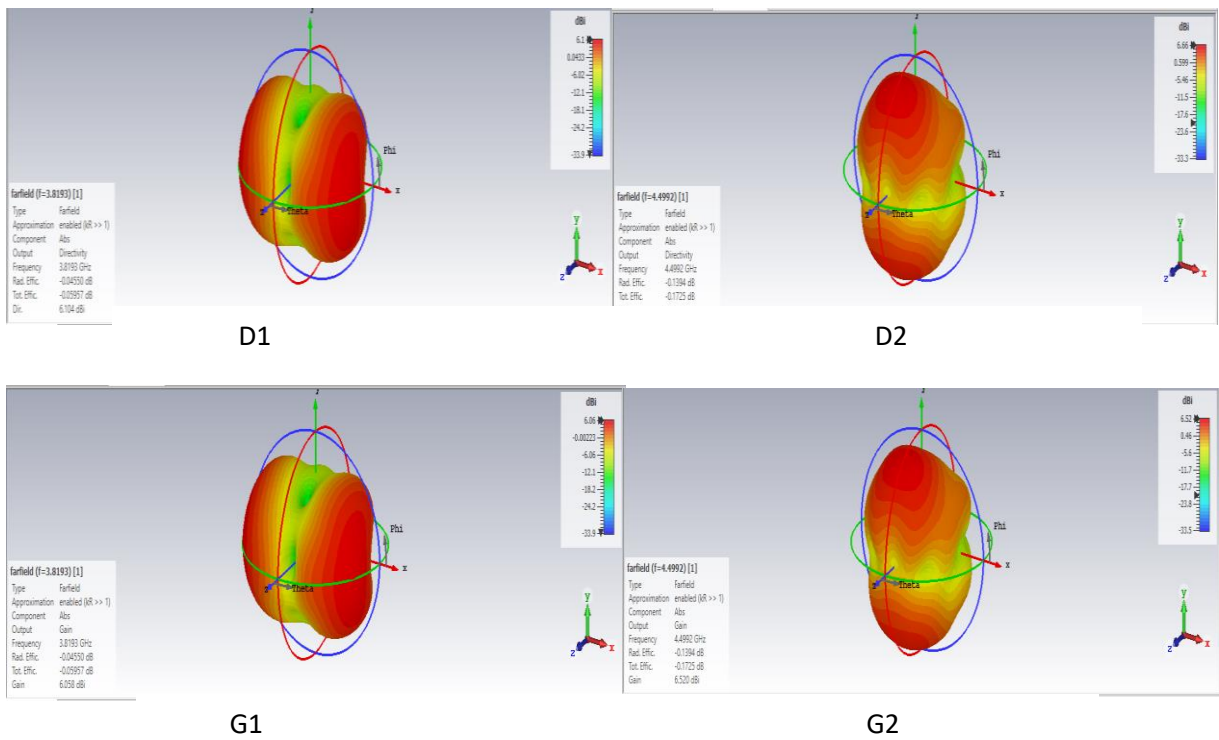 dBi
6.1
0.0433
-6.02
-12.1
-18.1
-24.2
-33.9
Phi
x
Theta
z
farfield (f=3.8193) [1]
Type Farfield
Approximation enabled (kR >> 1)
Component Abs
Output Directivity
Frequency 3.8193 GHz
Rad. Effic. -0.04550 dB
Tot. Effic. -0.05957 dB
Dir. 6.104 dBi
y
z x
D1
dBi
6.66
0.599
-5.46
-11.5
-17.6
-23.6
-33.3
Phi
x
Theta
z
farfield (f=4.4992) [1]
Type Farfield
Approximation enabled (kR >> 1)
Component Abs
Output Directivity
Frequency 4.4992 GHz
Rad. Effic. -0.1394 dB
Tot. Effic. -0.1725 dB
y
z x
D2
dBi
6.06
-0.00223
-6.06
-12.1
-18.2
-24.2
-33.9
Phi
x
Theta
z
farfield (f=3.8193) [1]
Type Farfield
Approximation enabled (kR >> 1)
Component Abs
Output Gain
Frequency 3.8193 GHz
Rad. Effic. -0.04550 dB
Tot. Effic. -0.05957 dB
Gain 6.058 dBi
y
z x
G1
dBi
6.52
0.46
-5.6
-11.7
-17.7
-23.8
-33.5
Phi
x
Theta
z
farfield (f=4.4992) [1]
Type Farfield
Approximation enabled (kR >> 1)
Component Abs
Output Gain
Frequency 4.4992 GHz
Rad. Effic. -0.1394 dB
Tot. Effic. -0.1725 dB
Gain 6.520 dBi
y
z x
G2